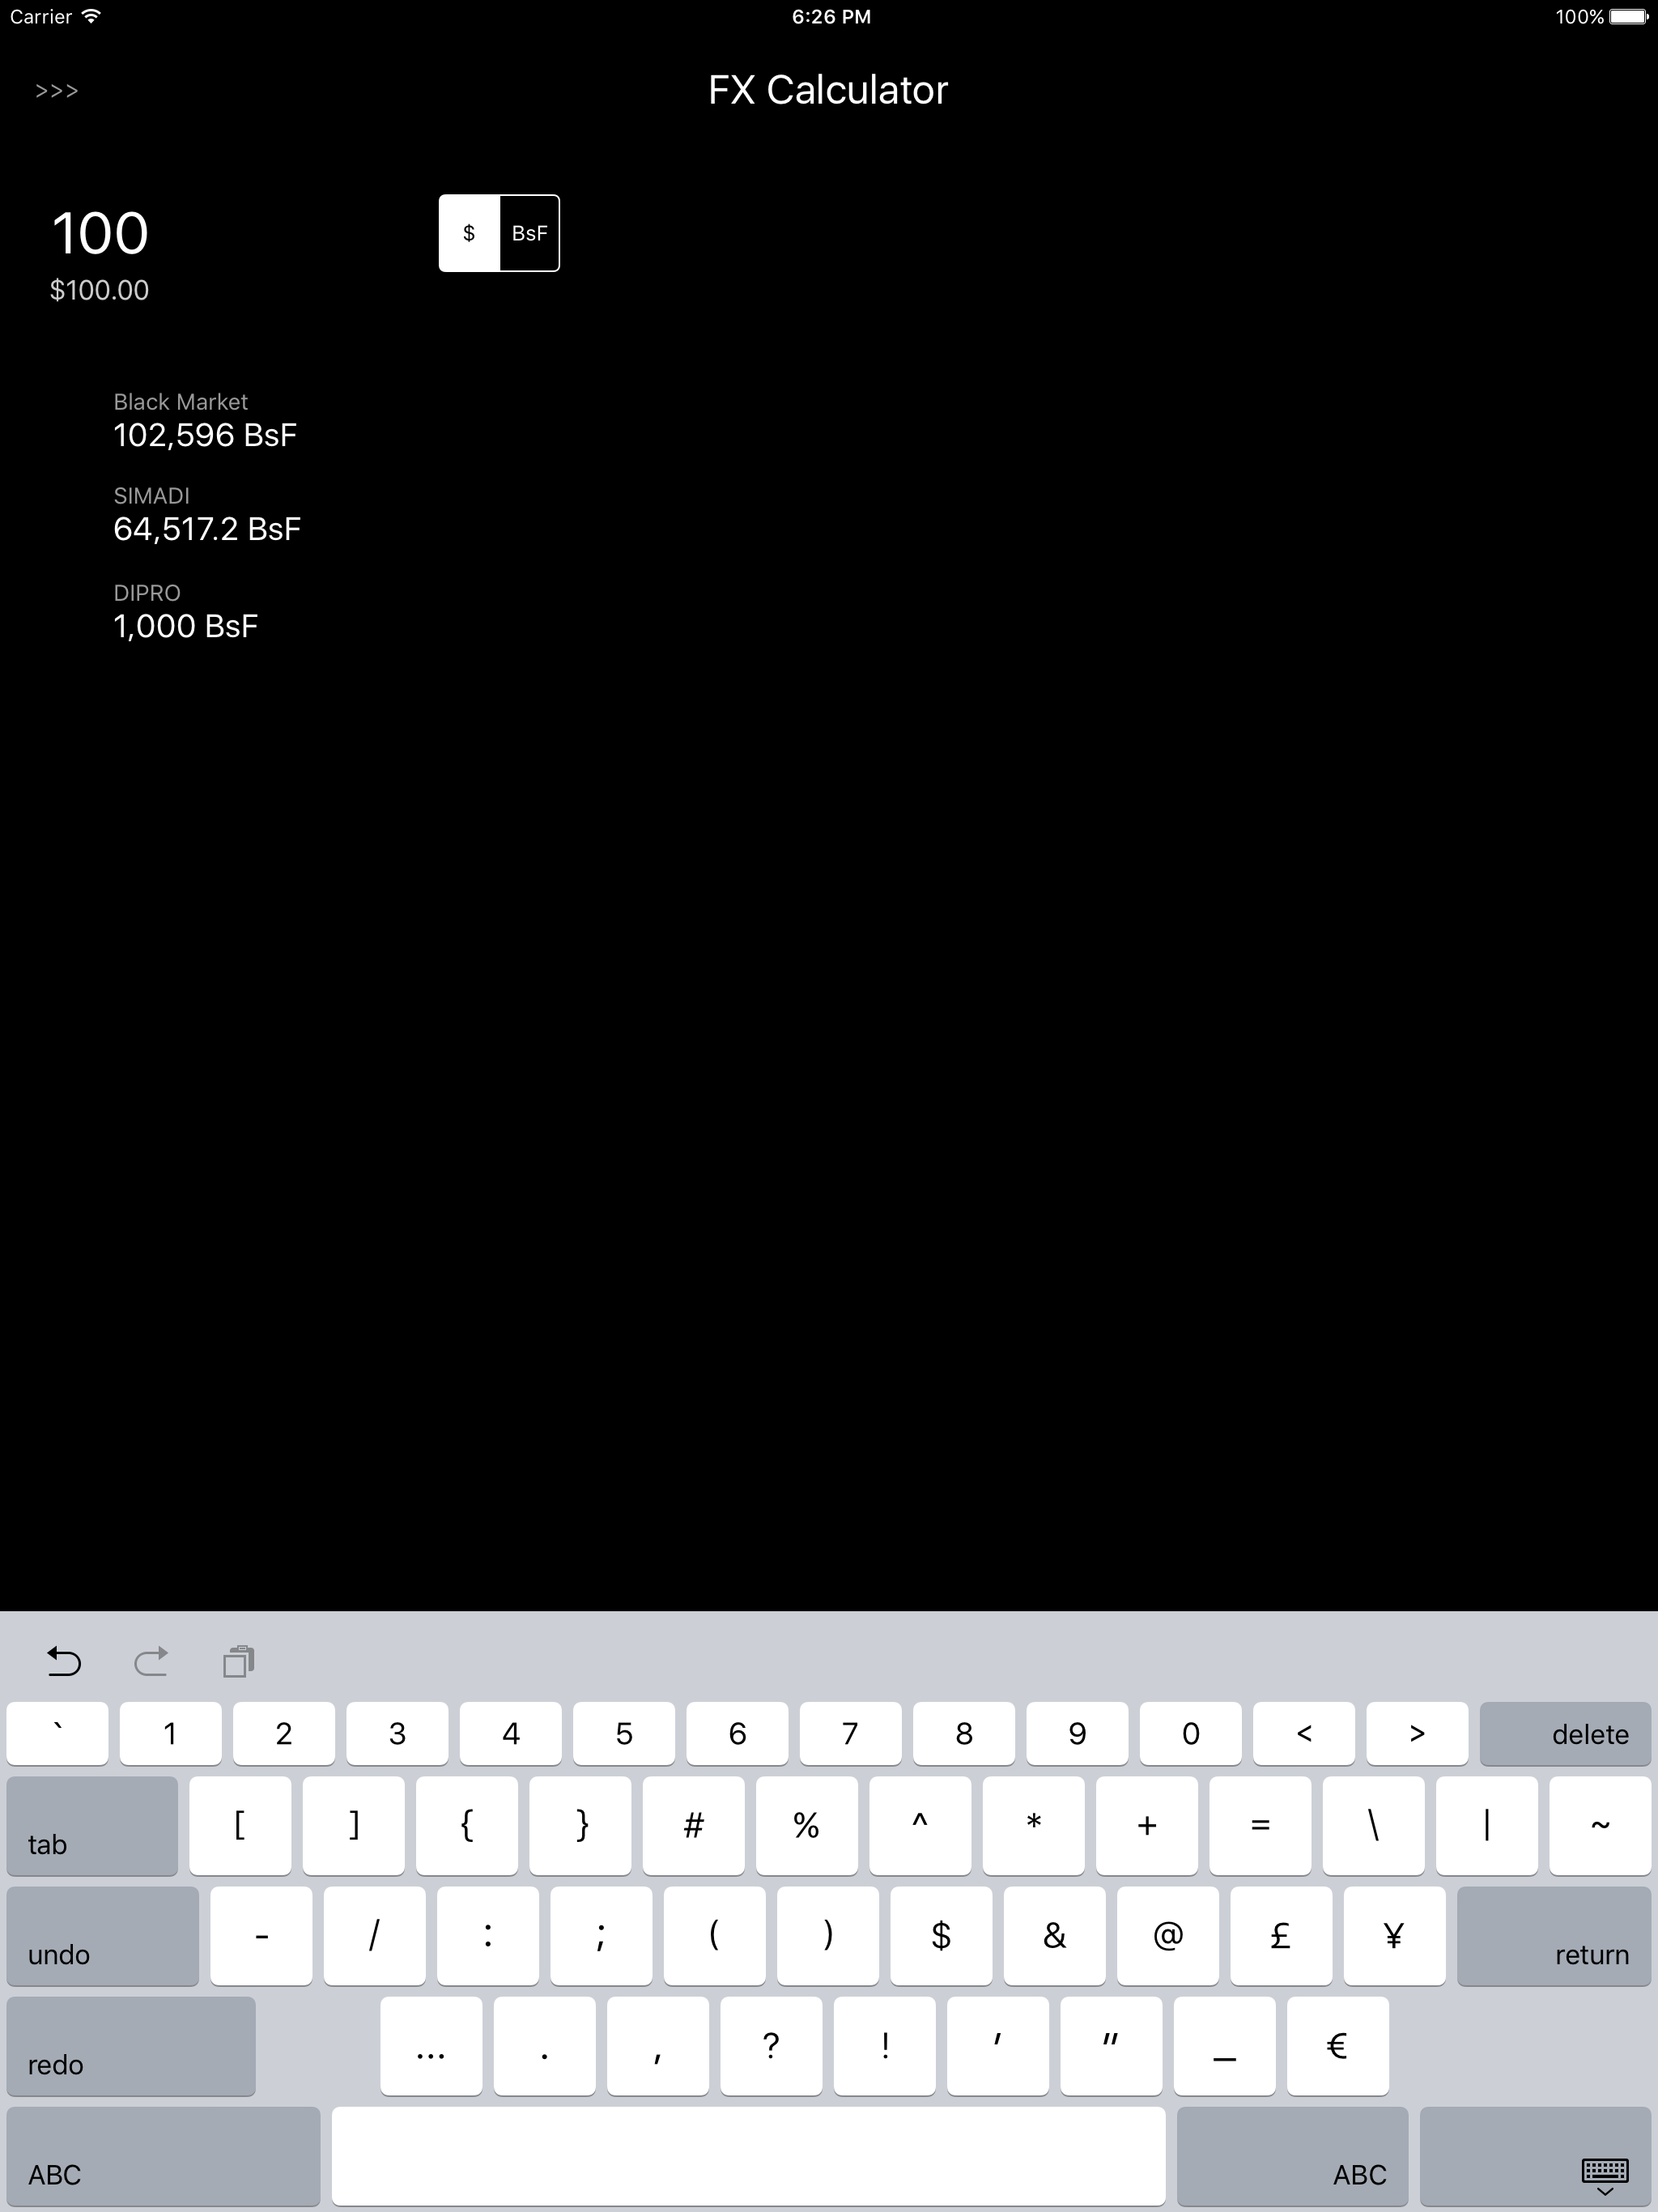 Carrier 6:26 PM 100%
>>> FX Calculator
100 $ BsF
$100.00
Black Market
102,596 BsF
SIMADI
64,517.2 BsF
DIPRO
1,000 BsF
` 1 2 3 4 5 6 7 8 9 0 < > delete
tab [ ] { } # % ^ * + = \ | ~
undo - / : ; ( ) $ & @ £ ¥ return
redo … . , ? ! ' " _ €
ABC ABC